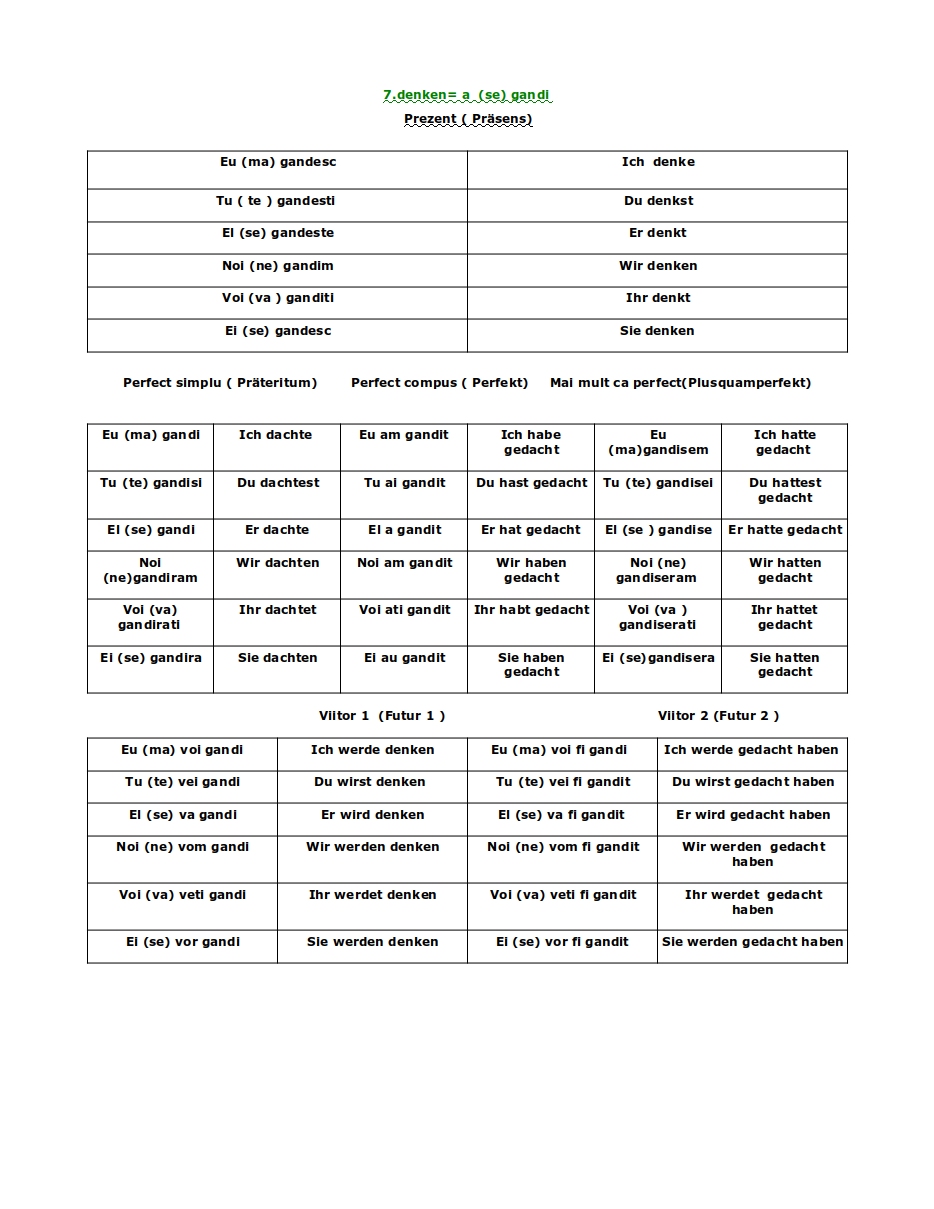 7.denken= a (se) gandi
Prezent ( Präsens)
Eu (ma) gandesc Ich denke
Tu ( te ) gandesti Du denkst
El (se) gandeste Er denkt
Noi (ne) gandim Wir denken
Voi (va ) ganditi Ihr denkt
Ei (se) gandesc Sie denken
Perfect simplu ( Präteritum) Perfect compus ( Perfekt) Mai mult ca perfect(Plusquamperfekt)
Eu (ma) gandi Ich dachte Eu am gandit Ich habe Eu Ich hatte
gedacht (ma)gandisem gedacht
Tu (te) gandisi Du dachtest Tu ai gandit Du hast gedacht Tu (te) gandisei Du hattest
gedacht
El (se) gandi Er dachte El a gandit Er hat gedacht El (se ) gandise Er hatte gedacht
Noi Wir dachten Noi am gandit Wir haben Noi (ne) Wir hatten
(ne)gandiram gedacht gandiseram gedacht
Voi (va) Ihr dachtet Voi ati gandit Ihr habt gedacht Voi (va ) Ihr hattet
gandirati gandiserati gedacht
Ei (se) gandira Sie dachten Ei au gandit Sie haben Ei (se)gandisera Sie hatten
gedacht gedacht
Viitor 1 (Futur 1 ) Viitor 2 (Futur 2 )
Eu (ma) voi gandi Ich werde denken Eu (ma) voi fi gandi Ich werde gedacht haben
Tu (te) vei gandi Du wirst denken Tu (te) vei fi gandit Du wirst gedacht haben
El (se) va gandi Er wird denken El (se) va fi gandit Er wird gedacht haben
Noi (ne) vom gandi Wir werden denken Noi (ne) vom fi gandit Wir werden gedacht
haben
Voi (va) veti gandi Ihr werdet denken Voi (va) veti fi gandit Ihr werdet gedacht
haben
Ei (se) vor gandi Sie werden denken Ei (se) vor fi gandit Sie werden gedacht haben